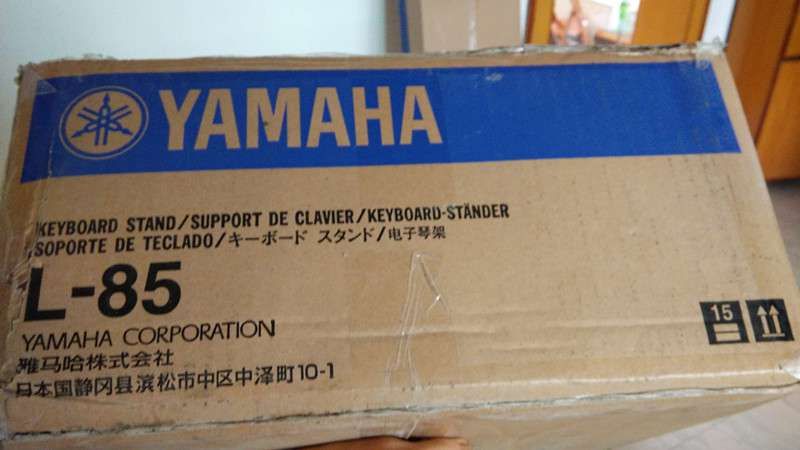 YAMAHA
KEYBOARD STAND/SUPPORT DE CLAVIER/KEYBOARD-STÄNDER
SOPORTE DE TECLADO/キーボード スタンド/电子琴架
L-85
YAMAHA CORPORATION
雅马哈株式会社
日本国静冈县滨松市中区中泽町10-1
15